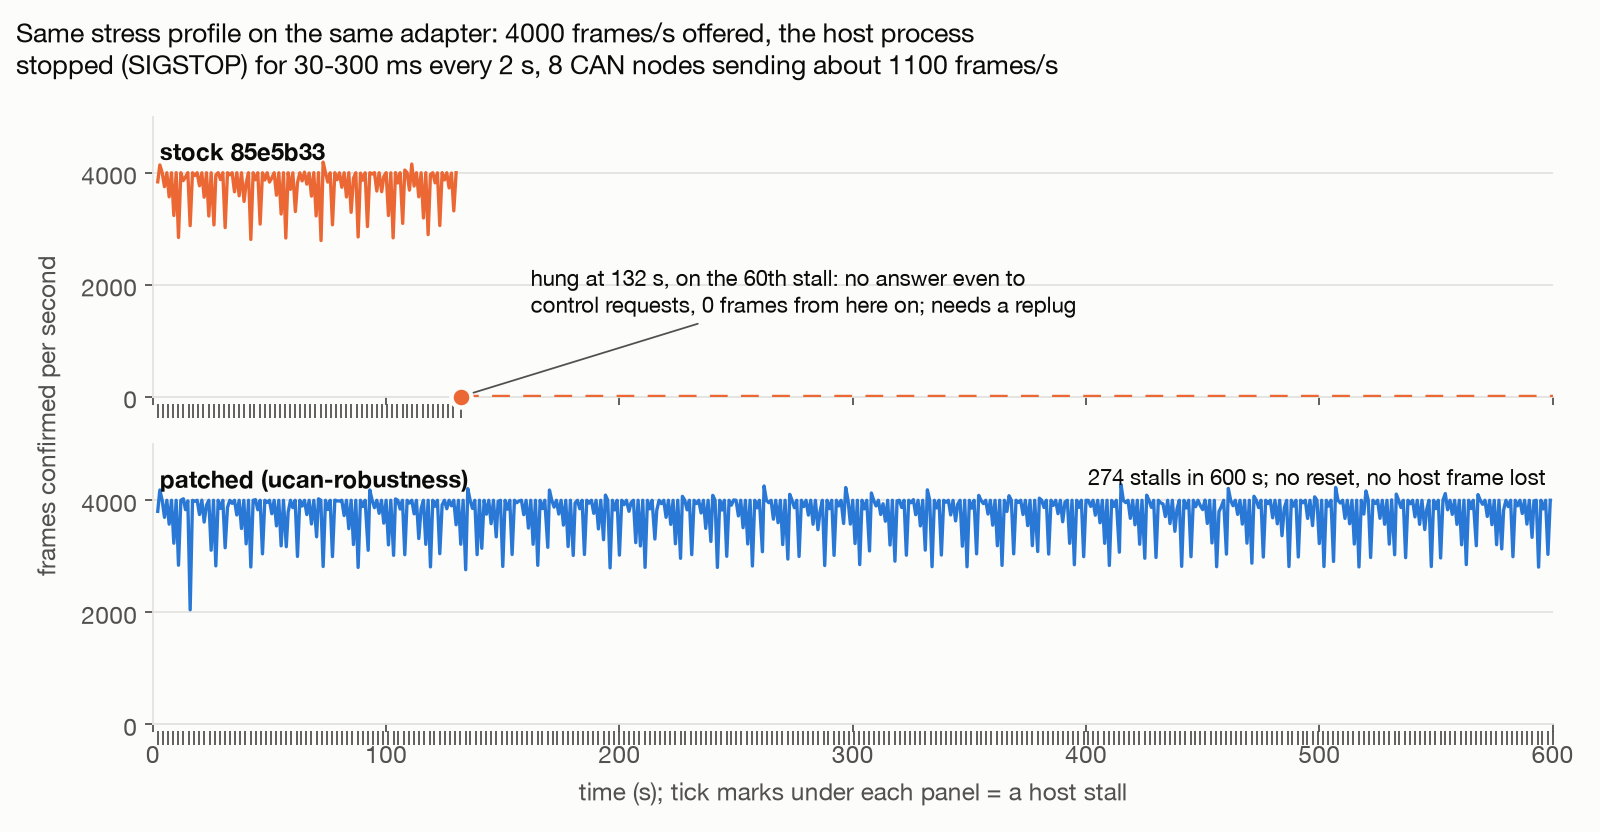 Same stress profile on the same adapter: 4000 frames/s offered, the host process
stopped (SIGSTOP) for 30-300 ms every 2 s, 8 CAN nodes sending about 1100 frames/s
frames confirmed per second
stock 85e5b33
4000
2000
0
hung at 132 s, on the 60th stall: no answer even to
control requests, 0 frames from here on; needs a replug
patched (ucan-robustness)
274 stalls in 600 s; no reset, no host frame lost
4000
2000
0
0 100 200 300 400 500 600
time (s); tick marks under each panel = a host stall